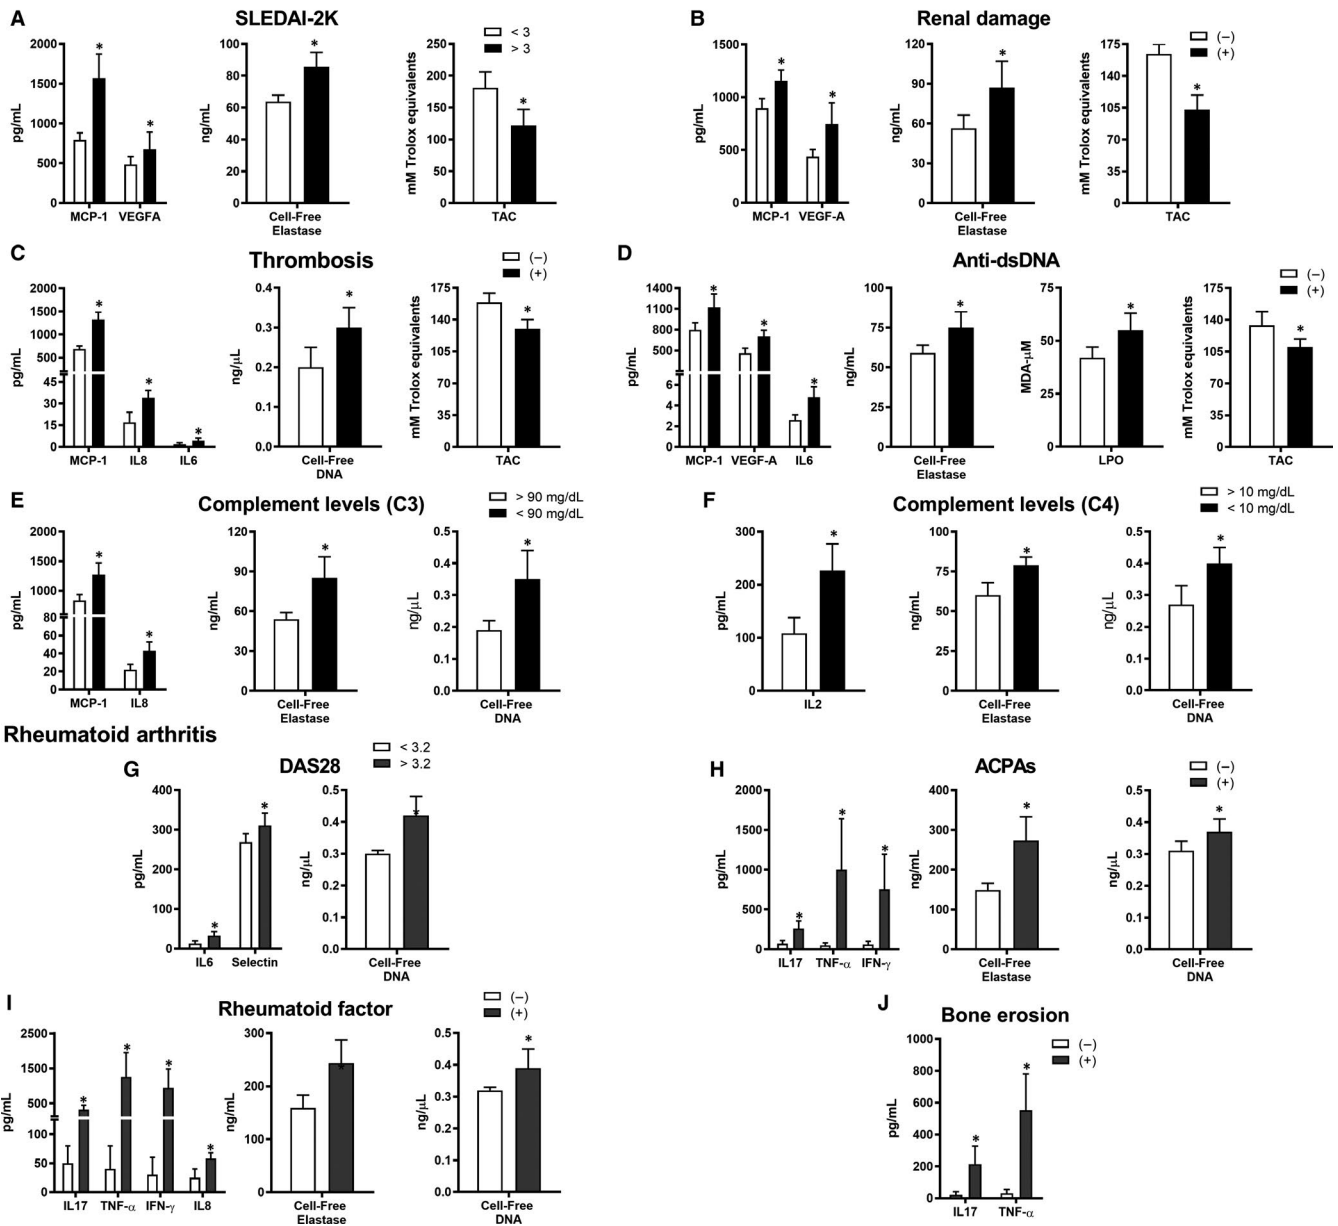 A
SLEDAI-2K
< 3
> 3
pg/mL
2000
1500
1000
500
0
*
*
MCP-1 VEGFA
ng/mL
100
80
60
40
20
0
*
Cell-Free
Elastase
mM Trolox equivalents
250
200
150
100
50
0
*
TAC
B
Renal damage
(–)
(+)
pg/mL
1500
1000
500
0
*
*
MCP-1 VEGF-A
ng/mL
120
90
60
30
0
*
Cell-Free
Elastase
mM Trolox equivalents
175
140
105
70
35
0
*
TAC
C
Thrombosis
(–)
(+)
pg/mL
2000
1500
1000
500
45
30
15
0
*
*
*
MCP-1 IL8 IL6
ng/µL
0.4
0.3
0.2
0.1
0.0
*
Cell-Free
DNA
mM Trolox equivalents
175
140
105
70
35
0
*
TAC
D
Anti-dsDNA
(–)
(+)
pg/mL
1400
1100
800
500
6
4
2
0
*
*
*
MCP-1 VEGF-A IL6
ng/mL
100
75
50
25
0
*
Cell-Free
Elastase
MDA-µM
75
50
25
0
*
LPO
mM Trolox equivalents
175
140
105
70
35
0
*
TAC
E
Complement levels (C3)
> 90 mg/dL
< 90 mg/dL
pg/mL
2000
1500
1000
80
60
40
20
0
*
*
MCP-1 IL8
ng/mL
120
90
60
30
0
*
Cell-Free
Elastase
ng/µL
0.5
0.4
0.3
0.2
0.1
0.0
*
Cell-Free
DNA
F
Complement levels (C4)
> 10 mg/dL
< 10 mg/dL
pg/mL
300
200
100
0
*
IL2
ng/mL
100
75
50
25
0
*
Cell-Free
Elastase
ng/µL
0.5
0.4
0.3
0.2
0.1
0.0
*
Cell-Free
DNA
Rheumatoid arthritis
G
DAS28
< 3.2
> 3.2
pg/mL
400
300
200
100
0
*
*
IL6 Selectin
ng/µL
0.5
0.4
0.3
0.2
0.1
0.0
*
Cell-Free
DNA
H
ACPAs
(–)
(+)
pg/mL
2000
1500
1000
500
0
*
*
*
IL17 TNF-α IFN-γ
ng/mL
400
300
200
100
0
*
Cell-Free
Elastase
ng/µL
0.5
0.4
0.3
0.2
0.1
0.0
*
Cell-Free
DNA
I
Rheumatoid factor
(–)
(+)
pg/mL
2500
1500
500
100
50
0
*
*
*
*
IL17 TNF-α IFN-γ IL8
ng/mL
300
200
100
0
*
Cell-Free
Elastase
ng/µL
0.5
0.4
0.3
0.2
0.1
0.0
*
Cell-Free
DNA
J
Bone erosion
(–)
(+)
pg/mL
1000
800
600
400
200
0
*
*
IL17 TNF-α